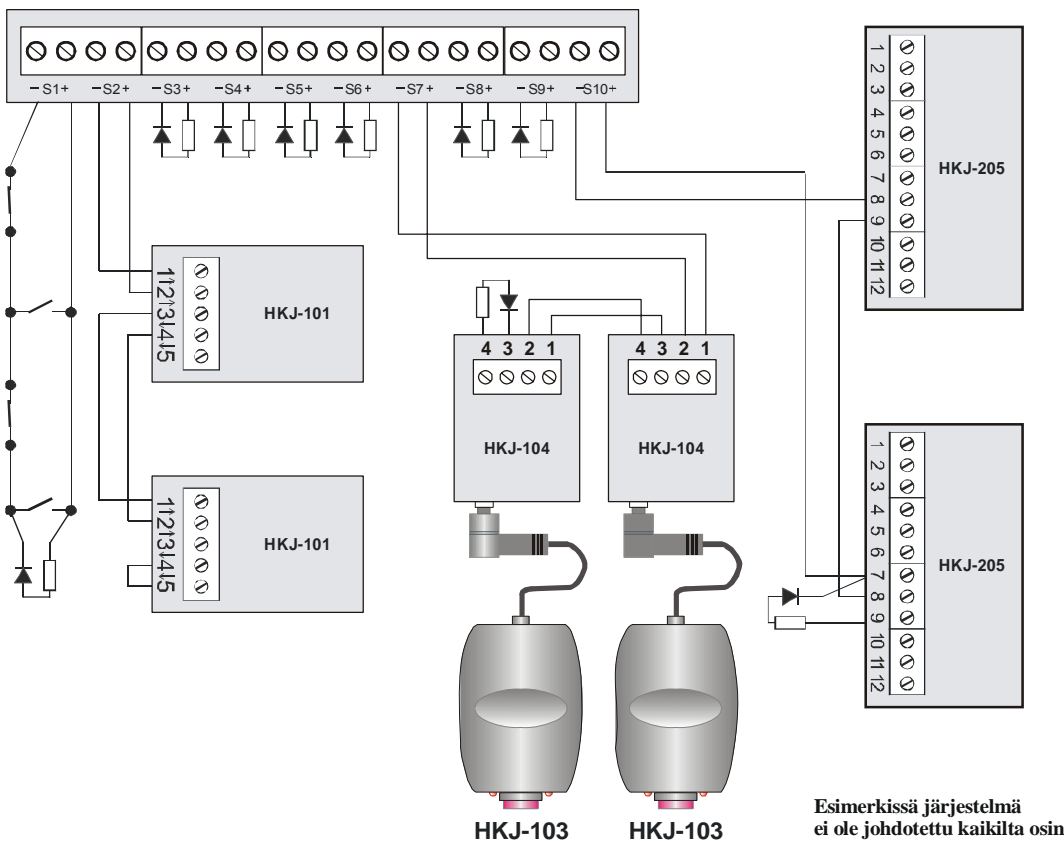 −S1+ −S2+ −S3+ −S4+ −S5+ −S6+ −S7+ −S8+ −S9+ −S10+
1
2
3
4
5
6
7
8
9
10
11
12
HKJ-205
1
2
3
4
5
HKJ-101
4 3 2 1
HKJ-104
4 3 2 1
HKJ-104
1
2
3
4
5
HKJ-101
1
2
3
4
5
6
7
8
9
10
11
12
HKJ-205
HKJ-103
HKJ-103
Esimerkissä järjestelmä
ei ole johdotettu kaikilta osin